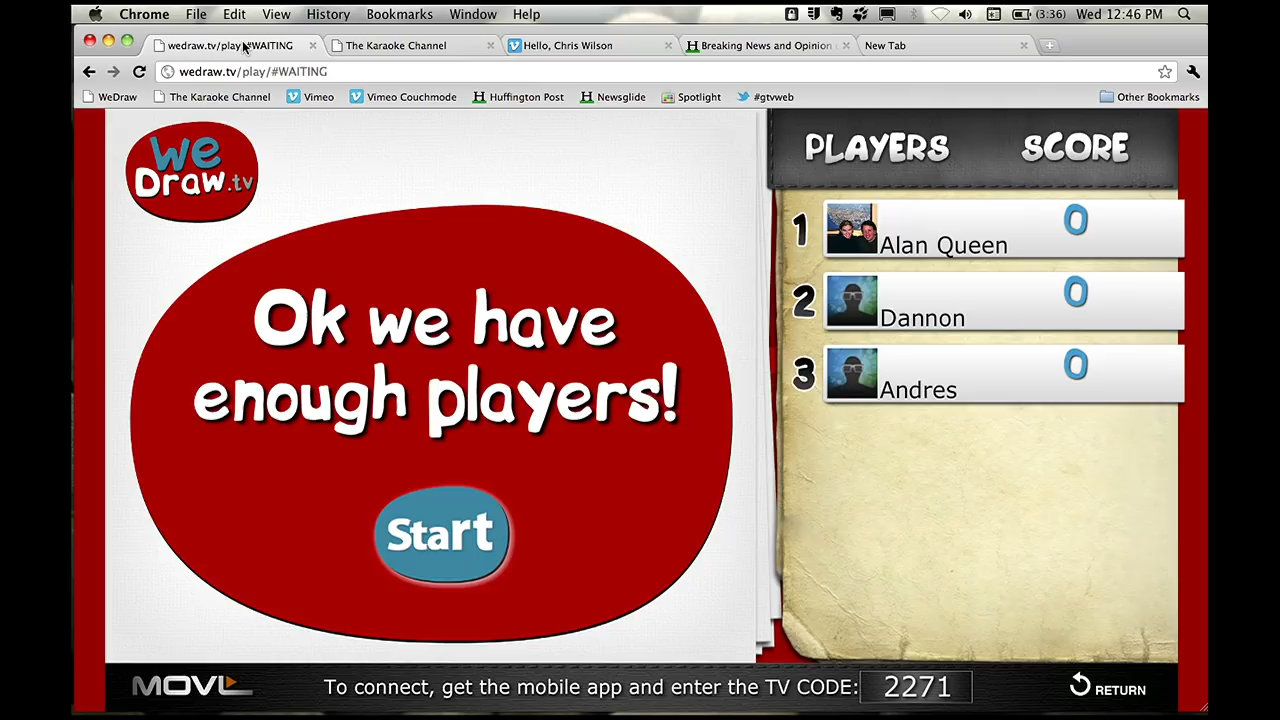 Chrome File Edit View History Bookmarks Window Help (3:36) Wed 12:46 PM
wedraw.tv/play/#WAITING The Karaoke Channel Hello, Chris Wilson Breaking News and Opinion New Tab
wedraw.tv/play/#WAITING
WeDraw The Karaoke Channel Vimeo Vimeo Couchmode Huffington Post Newsglide Spotlight #gtvweb Other Bookmarks
we
Draw.tv
PLAYERS SCORE
1 Alan Queen 0
2 Dannon 0
3 Andres 0
Ok we have
enough players!
Start
MOVL To connect, get the mobile app and enter the TV CODE: 2271 RETURN